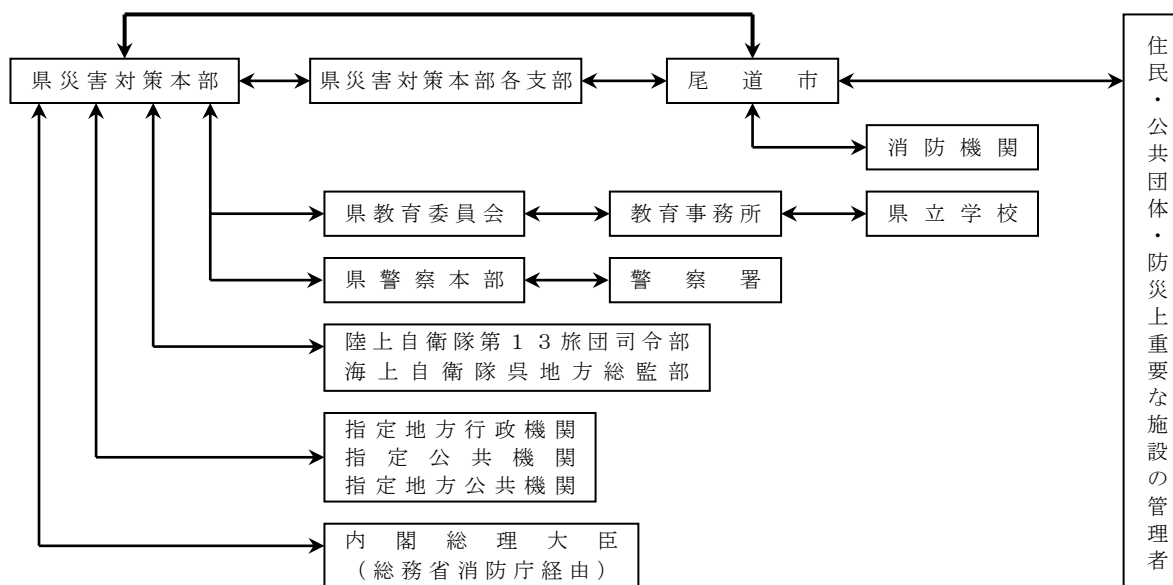 県災害対策本部
県災害対策本部各支部
尾道市
消防機関
県教育委員会
教育事務所
県立学校
県警察本部
警察署
陸上自衛隊第１３旅団司令部
海上自衛隊呉地方総監部
指定地方行政機関
指定公共機関
指定地方公共機関
内閣総理大臣
（総務省消防庁経由）
住民・公共団体・防災上重要な施設の管理者